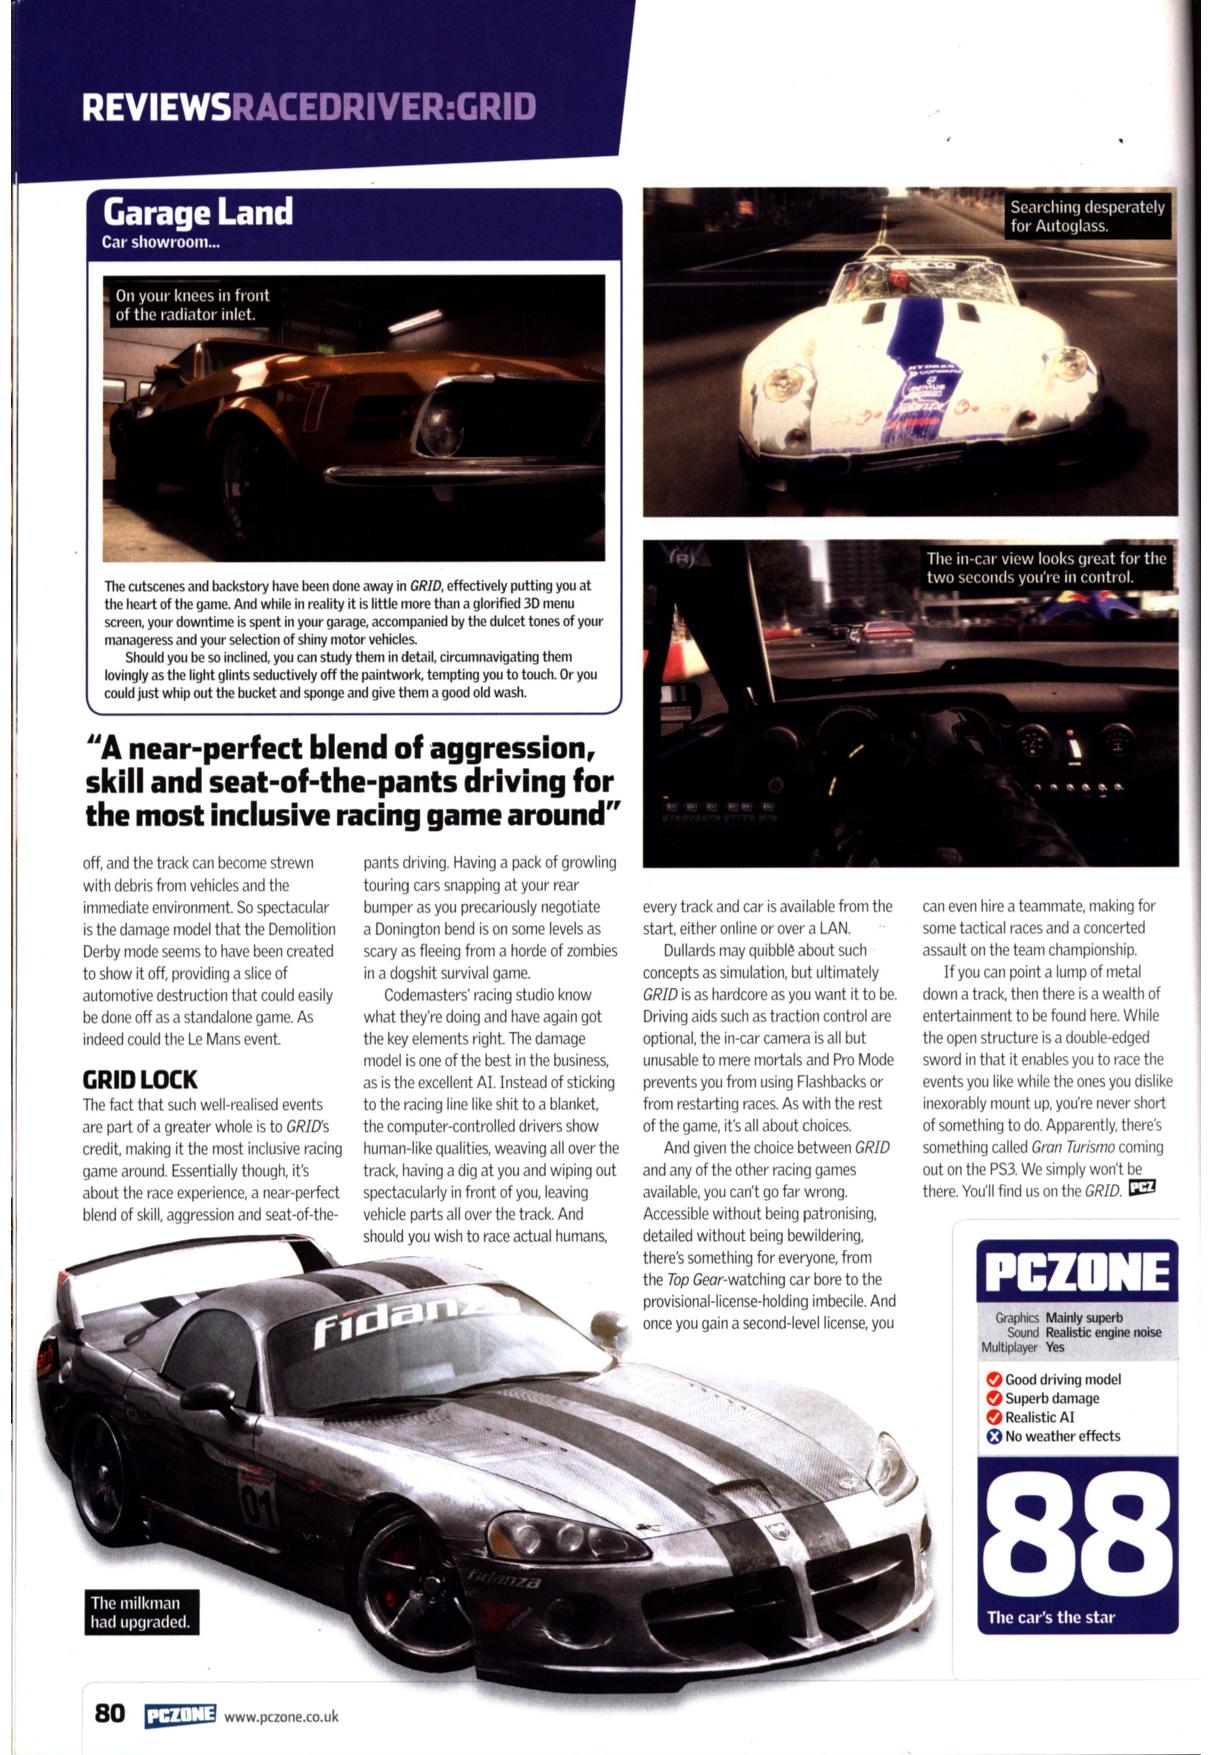 REVIEWSRACEDRIVER:GRID
Garage Land
Car showroom...
On your knees in front
of the radiator inlet.
The cutscenes and backstory have been done away in GRID, effectively putting you at
the heart of the game. And while in reality it is little more than a glorified 3D menu
screen, your downtime is spent in your garage, accompanied by the dulcet tones of your
manageress and your selection of shiny motor vehicles.
Should you be so inclined, you can study them in detail, circumnavigating them
lovingly as the light glints seductively off the paintwork, tempting you to touch. Or you
could just whip out the bucket and sponge and give them a good old wash.
Searching desperately
for Autoglass.
The in-car view looks great for the
two seconds you're in control.
"A near-perfect blend of aggression,
skill and seat-of-the-pants driving for
the most inclusive racing game around"
off, and the track can become strewn
with debris from vehicles and the
immediate environment. So spectacular
is the damage model that the Demolition
Derby mode seems to have been created
to show it off, providing a slice of
automotive destruction that could easily
be done off as a standalone game. As
indeed could the Le Mans event.
GRID LOCK
The fact that such well-realised events
are part of a greater whole is to GRID's
credit, making it the most inclusive racing
game around. Essentially though, it's
about the race experience, a near-perfect
blend of skill, aggression and seat-of-the-
pants driving. Having a pack of growling
touring cars snapping at your rear
bumper as you precariously negotiate
a Donington bend is on some levels as
scary as fleeing from a horde of zombies
in a dogshit survival game.
Codemasters' racing studio know
what they're doing and have again got
the key elements right. The damage
model is one of the best in the business,
as is the excellent AI. Instead of sticking
to the racing line like shit to a blanket,
the computer-controlled drivers show
human-like qualities, weaving all over the
track, having a dig at you and wiping out
spectacularly in front of you, leaving
vehicle parts all over the track. And
should you wish to race actual humans,
every track and car is available from the
start, either online or over a LAN.
Dullards may quibble about such
concepts as simulation, but ultimately
GRID is as hardcore as you want it to be.
Driving aids such as traction control are
optional, the in-car camera is all but
unusable to mere mortals and Pro Mode
prevents you from using Flashbacks or
from restarting races. As with the rest
of the game, it's all about choices.
And given the choice between GRID
and any of the other racing games
available, you can't go far wrong.
Accessible without being patronising,
detailed without being bewildering,
there's something for everyone, from
the Top Gear-watching car bore to the
provisional-license-holding imbecile. And
once you gain a second-level license, you
can even hire a teammate, making for
some tactical races and a concerted
assault on the team championship.
If you can point a lump of metal
down a track, then there is a wealth of
entertainment to be found here. While
the open structure is a double-edged
sword in that it enables you to race the
events you like while the ones you dislike
inexorably mount up, you're never short
of something to do. Apparently, there's
something called Gran Turismo coming
out on the PS3. We simply won't be
there. You'll find us on the GRID. PCZ
fidanza
01
fidanza
The milkman
had upgraded.
PCZONE
Graphics Mainly superb
Sound Realistic engine noise
Multiplayer Yes
Good driving model
Superb damage
Realistic AI
No weather effects
88
The car's the star
80 PCZONE www.pczone.co.uk